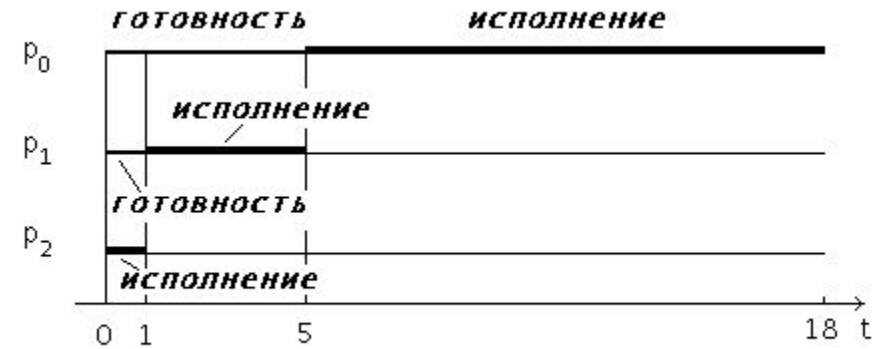 готовность исполнение
p0
исполнение
p1
готовность
p2
исполнение
0 1 5 18 t